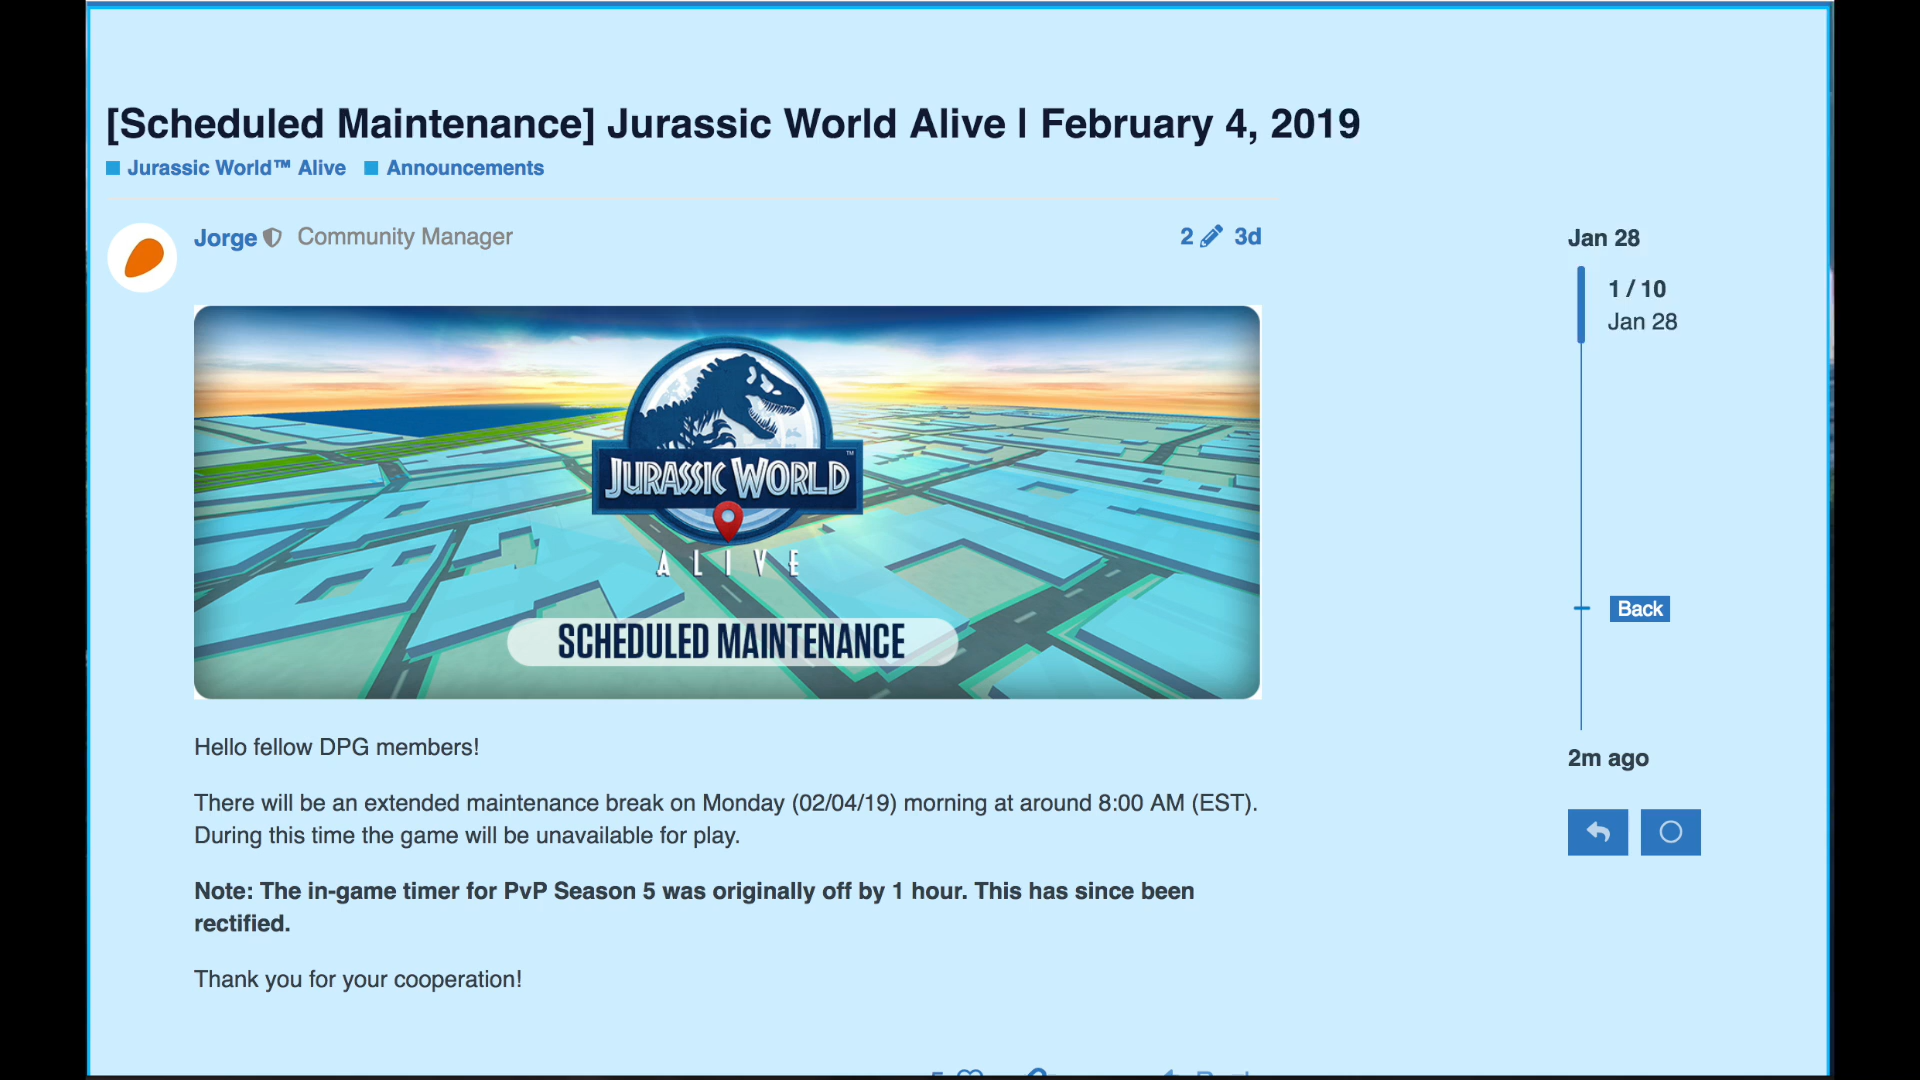 [Scheduled Maintenance] Jurassic World Alive l February 4, 2019
Jurassic World™ Alive Announcements
Jorge Community Manager 2 3d
JURASSIC WORLD™
ALIVE
SCHEDULED MAINTENANCE
Hello fellow DPG members!
There will be an extended maintenance break on Monday (02/04/19) morning at around 8:00 AM (EST).
During this time the game will be unavailable for play.
Note: The in-game timer for PvP Season 5 was originally off by 1 hour. This has since been
rectified.
Thank you for your cooperation!
Jan 28
1 / 10
Jan 28
Back
2m ago